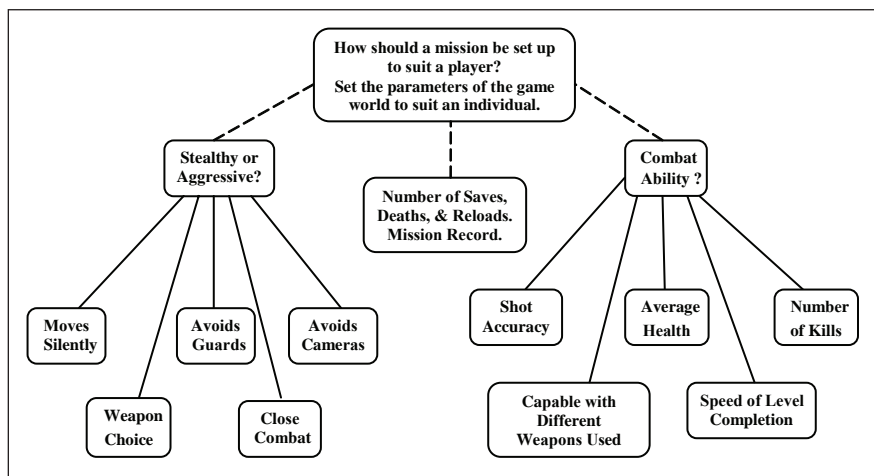 How should a mission be set up
to suit a player?
Set the parameters of the game
world to suit an individual.
Stealthy or
Aggressive?
Number of Saves,
Deaths, & Reloads.
Mission Record.
Combat
Ability ?
Moves
Silently
Avoids
Guards
Avoids
Cameras
Shot
Accuracy
Average
Health
Number
of Kills
Weapon
Choice
Close
Combat
Capable with
Different
Weapons Used
Speed of Level
Completion